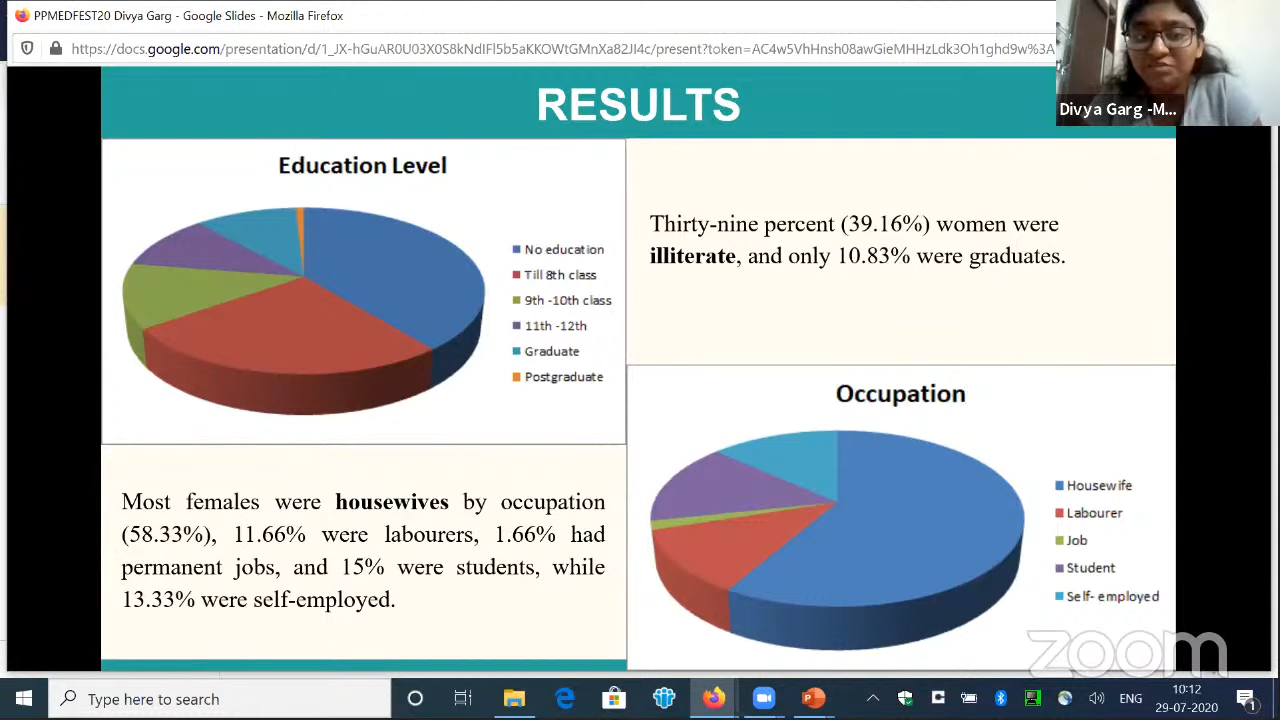 PPMEDFEST20 Divya Garg - Google Slides - Mozilla Firefox
https://docs.google.com/presentation/d/1_JX-hGuAR0U03X0S8kNdIFl5b5aKKOWtGMnXa82JI4c/present?token=AC4w5VhHnsh08awGieMHHzLdk3Oh1ghd9w%3A
Divya Garg -M...
RESULTS
Education Level
No education
Till 8th class
9th -10th class
11th -12th
Graduate
Postgraduate
Thirty-nine percent (39.16%) women were
illiterate, and only 10.83% were graduates.
Most females were housewives by occupation
(58.33%), 11.66% were labourers, 1.66% had
permanent jobs, and 15% were students, while
13.33% were self-employed.
Occupation
Housewife
Labourer
Job
Student
Self- employed
zoom
Type here to search
ENG
10:12
29-07-2020
1